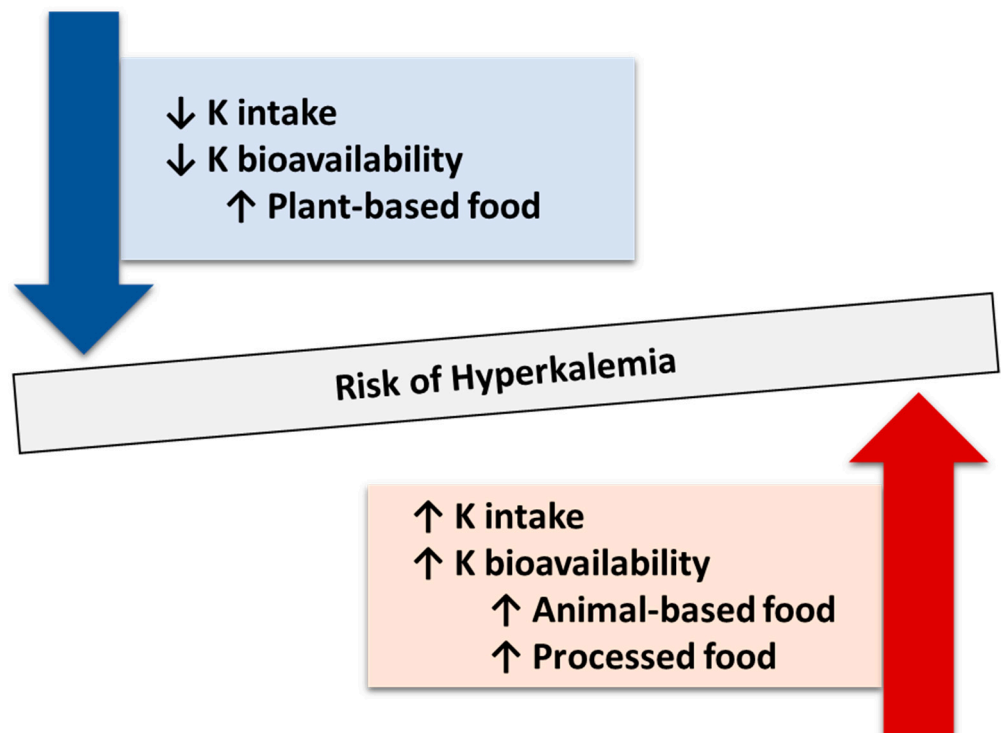 ↓ K intake
↓ K bioavailability
↑ Plant-based food
Risk of Hyperkalemia
↑ K intake
↑ K bioavailability
↑ Animal-based food
↑ Processed food